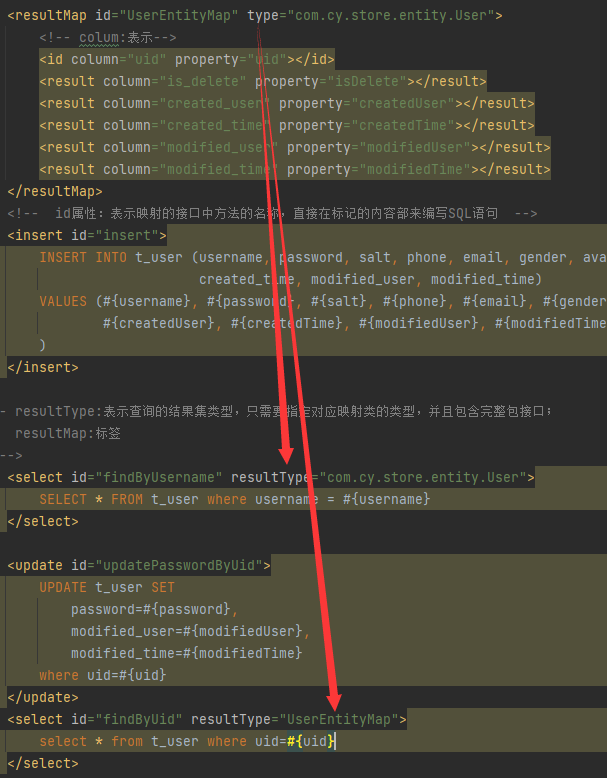 <resultMap id="UserEntityMap" type="com.cy.store.entity.User">
<!-- colum:表示-->
<id column="uid" property="uid"></id>
<result column="is_delete" property="isDelete"></result>
<result column="created_user" property="createdUser"></result>
<result column="created_time" property="createdTime"></result>
<result column="modified_user" property="modifiedUser"></result>
<result column="modified_time" property="modifiedTime"></result>
</resultMap>
<!--  id属性: 表示映射的接口中方法的名称，直接在标记的内容部来编写SQL语句  -->
<insert id="insert">
INSERT INTO t_user (username, password, salt, phone, email, gender, ava
created_time, modified_user, modified_time)
VALUES (#{username}, #{password}, #{salt}, #{phone}, #{email}, #{gender
#{createdUser}, #{createdTime}, #{modifiedUser}, #{modifiedTime
)
</insert>
- resultType:表示查询的结果集类型，只需要指定对应映射类的类型，并且包含完整包接口；
resultMap:标签
-->
<select id="findByUsername" resultType="com.cy.store.entity.User">
SELECT * FROM t_user where username = #{username}
</select>
<update id="updatePasswordByUid">
UPDATE t_user SET
password=#{password},
modified_user=#{modifiedUser},
modified_time=#{modifiedTime}
where uid=#{uid}
</update>
<select id="findByUid" resultType="UserEntityMap">
select * from t_user where uid=#{uid}
</select>